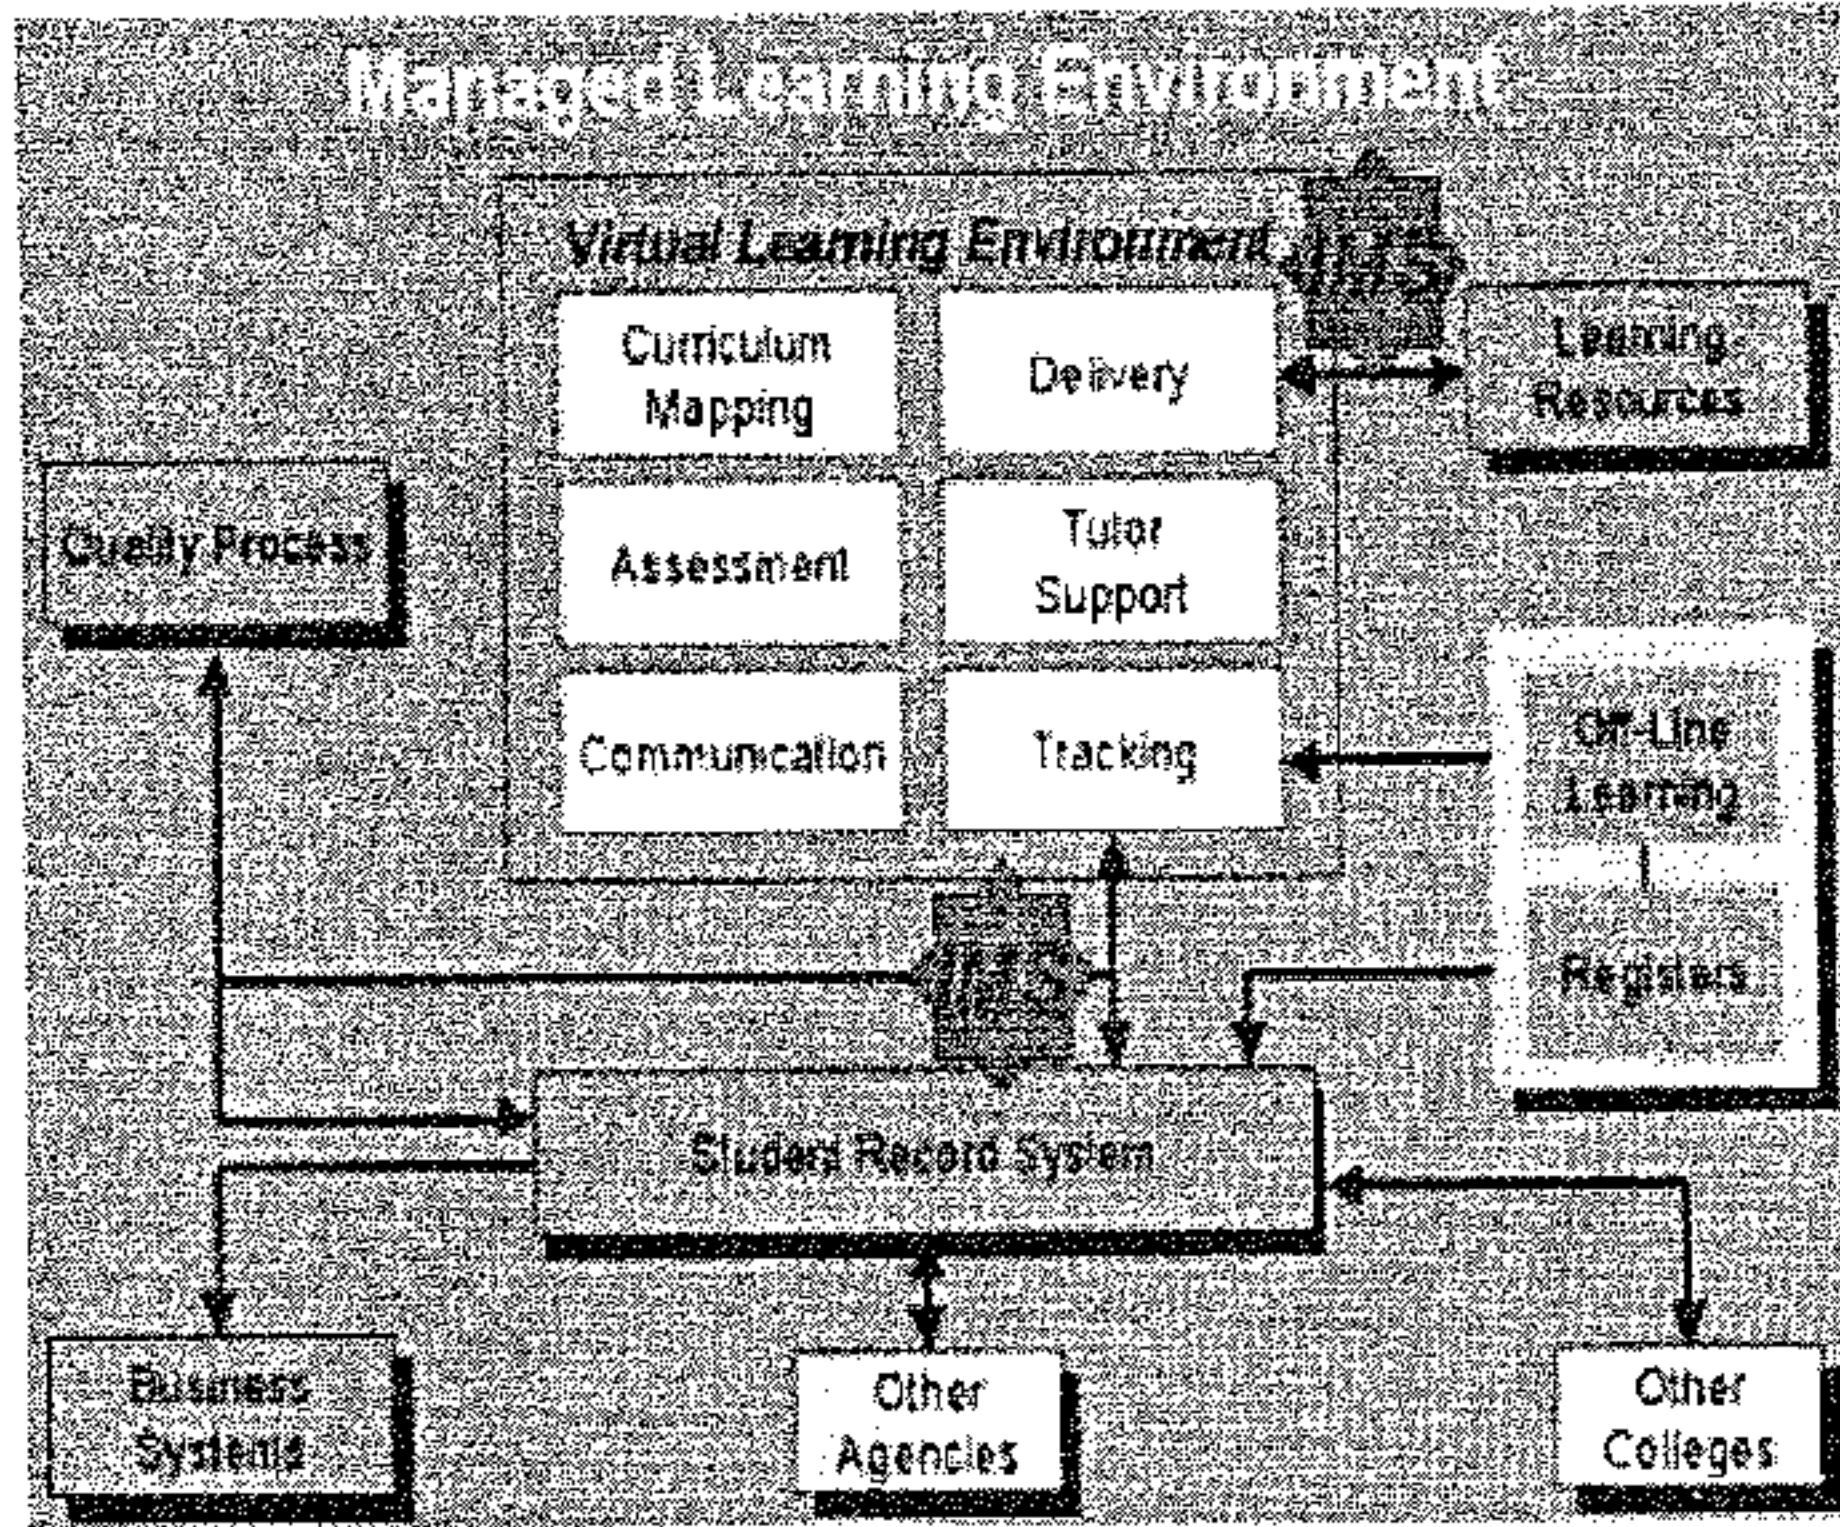 Managed Learning Environment
Virtual Learning Environment
IMS
Curriculum
Mapping
Delivery
Learning
Resources
Quality Process
Assessment
Tutor
Support
Communication
Tracking
Off-Line
Learning
IMS
Registers
Student Record System
Business
Systems
Other
Agencies
Other
Colleges